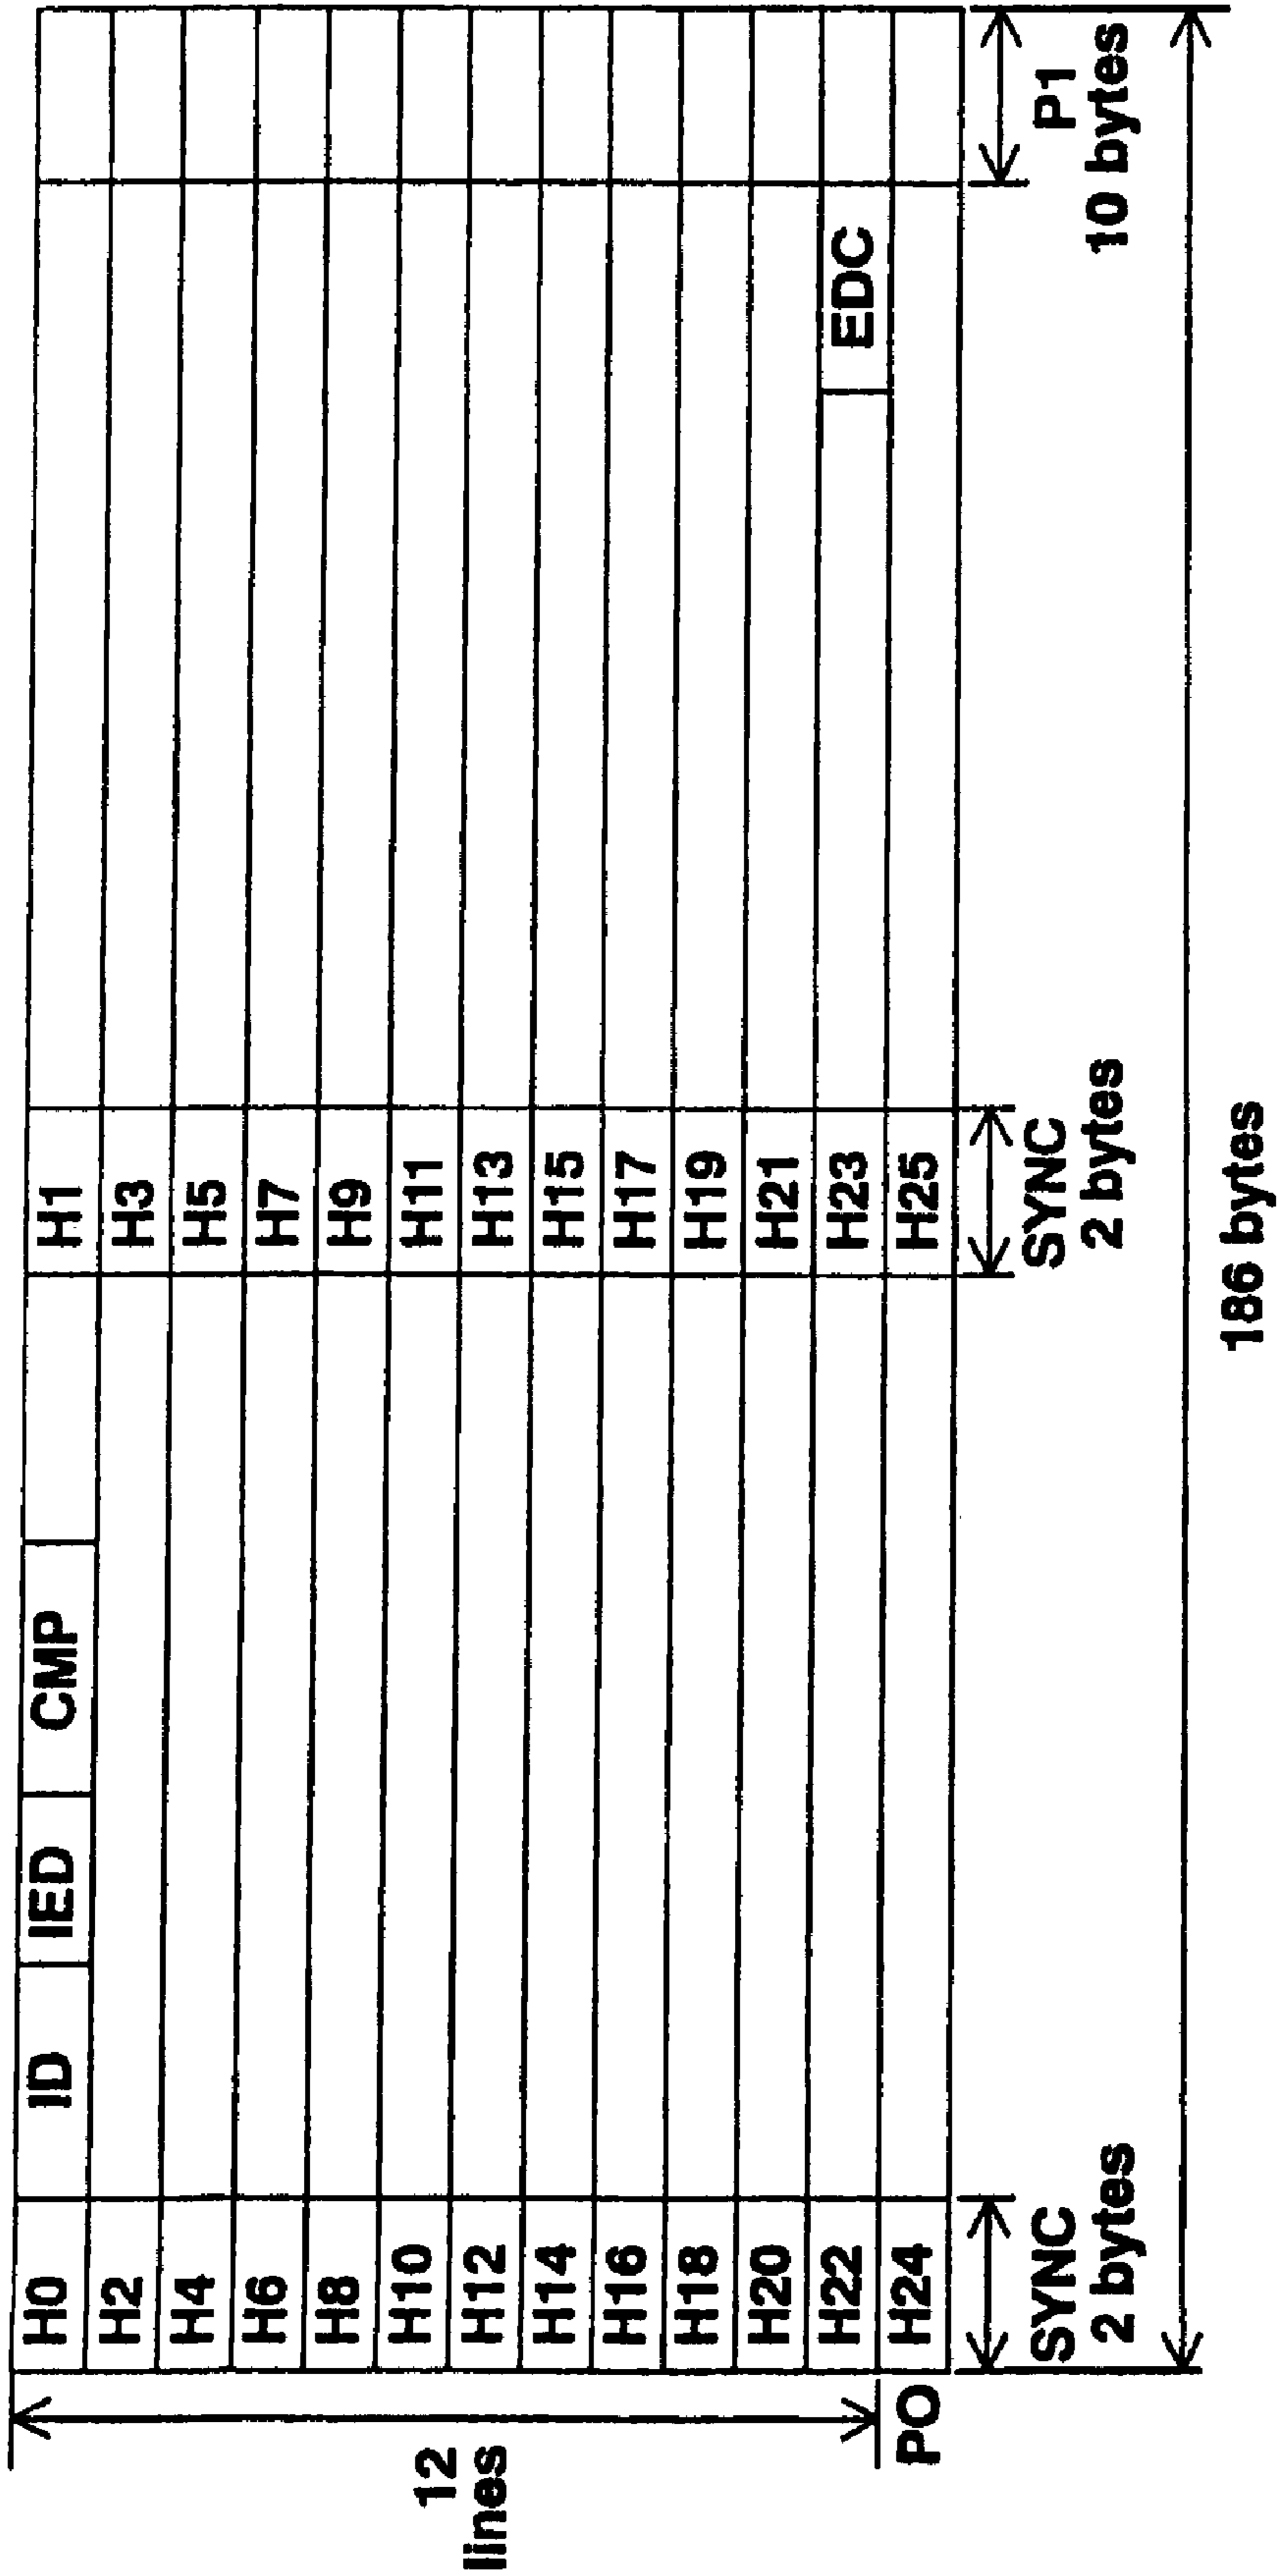 H0 ID IED CMP H1
H2 H3
H4 H5
H6 H7
H8 H9
H10 H11
H12 H13
H14 H15
H16 H17
H18 H19
H20 H21
H22 H23 EDC
H24 H25
12
lines
PO
SYNC
2 bytes
SYNC
2 bytes
P1
10 bytes
186 bytes